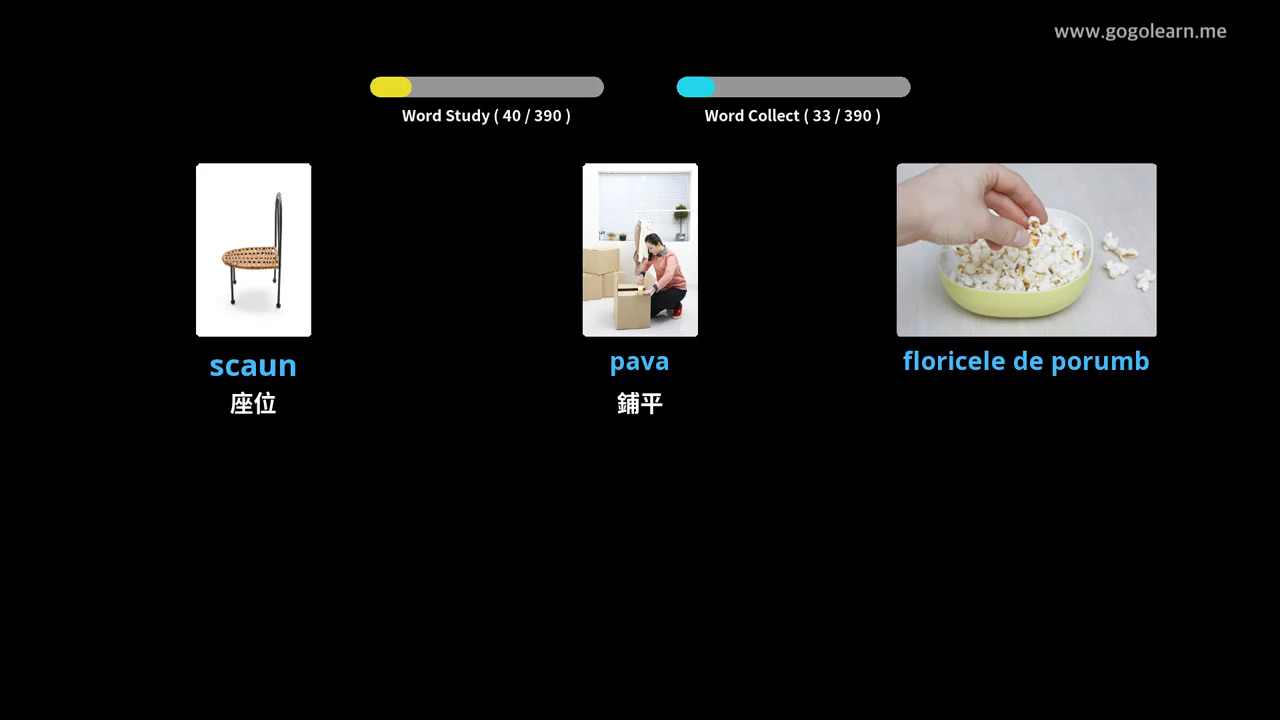 www.gogolearn.me
Word Study ( 40 / 390 )
Word Collect ( 33 / 390 )
scaun
pava
floricele de porumb
座位
鋪平